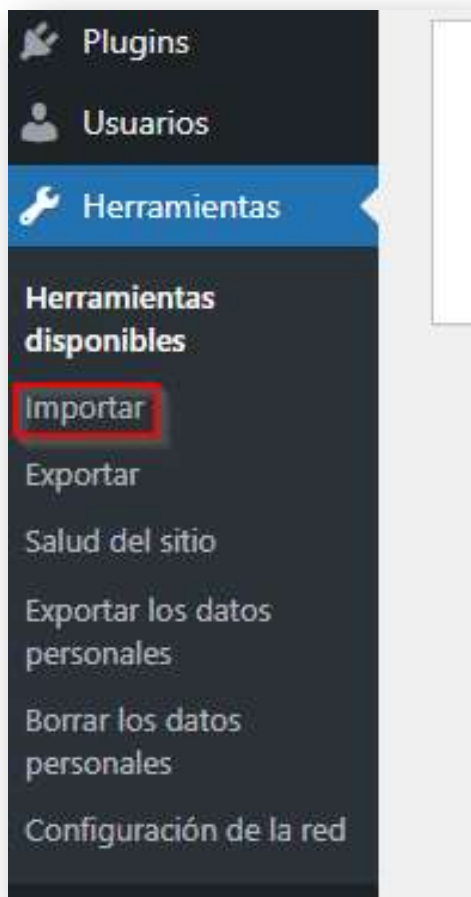 Plugins
Usuarios
Herramientas
Herramientas
disponibles
Importar
Exportar
Salud del sitio
Exportar los datos
personales
Borrar los datos
personales
Configuración de la red